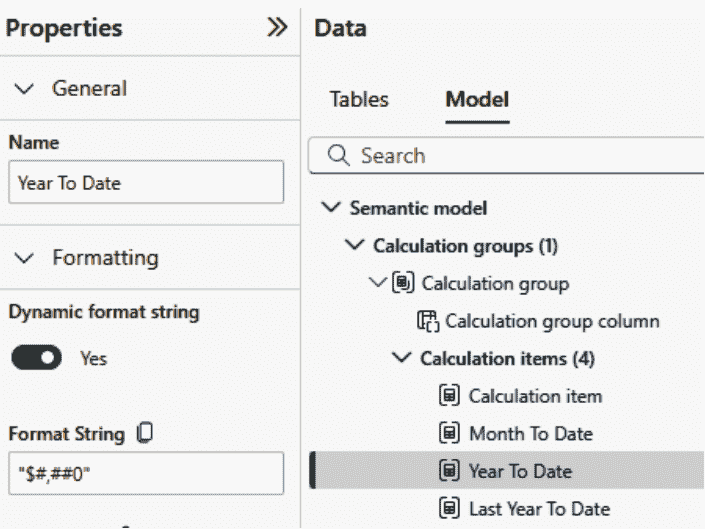 Properties
General
Name
Year To Date
Formatting
Dynamic format string
Yes
Format String
"$#,##0"
Data
Tables Model
Search
Semantic model
Calculation groups (1)
Calculation group
Calculation group column
Calculation items (4)
Calculation item
Month To Date
Year To Date
Last Year To Date